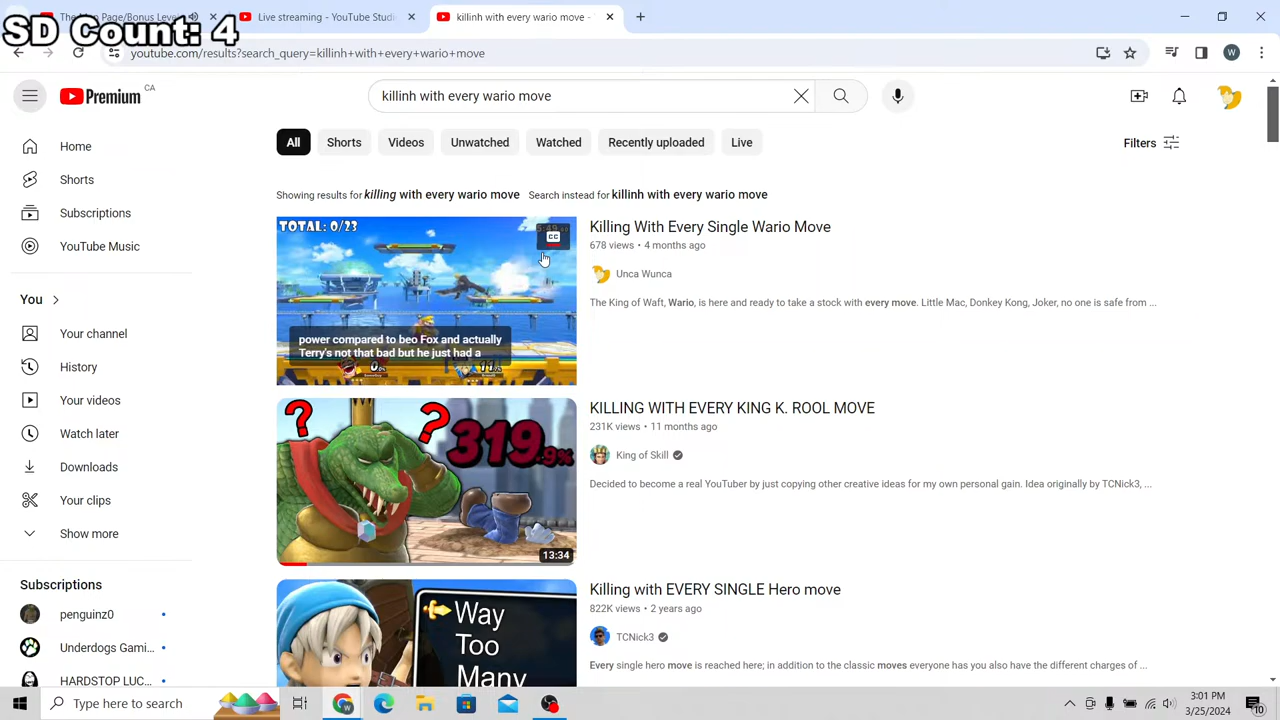 SD Count: 4
Live streaming - YouTube Studi
killinh with every wario move -
youtube.com/results?search_query=killinh+with+every+wario+move
W
Premium
CA
killinh with every wario move
Home
Shorts
Subscriptions
YouTube Music
You
Your channel
History
Your videos
Watch later
Downloads
Your clips
Show more
Subscriptions
penguinz0
Underdogs Gami...
HARDSTOP LUC...
All
Shorts
Videos
Unwatched
Watched
Recently uploaded
Live
Filters
Showing results for killing with every wario move
Search instead for killinh with every wario move
TOTAL: 0/23
CC
power compared to beo Fox and actually
Terry's not that bad but he just had a
Killing With Every Single Wario Move
678 views • 4 months ago
Unca Wunca
The King of Waft, Wario, is here and ready to take a stock with every move. Little Mac, Donkey Kong, Joker, no one is safe from ...
319.9%
13:34
KILLING WITH EVERY KING K. ROOL MOVE
231K views • 11 months ago
King of Skill
Decided to become a real YouTuber by just copying other creative ideas for my own personal gain. Idea originally by TCNick3, ...
Way
Too
Many
Killing with EVERY SINGLE Hero move
822K views • 2 years ago
TCNick3
Every single hero move is reached here; in addition to the classic moves everyone has you also have the different charges of ...
Type here to search
3:01 PM
3/25/2024
10